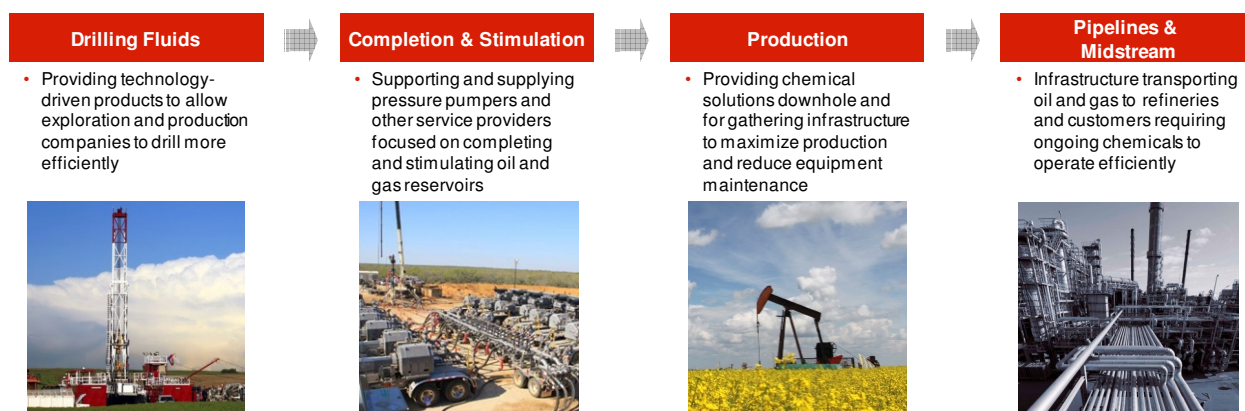 Drilling Fluids
• Providing technology-
driven products to allow
exploration and production
companies to drill more
efficiently
Completion & Stimulation
• Supporting and supplying
pressure pumpers and
other service providers
focused on completing
and stimulating oil and
gas reservoirs
Production
• Providing chemical
solutions downhole and
for gathering infrastructure
to maximize production
and reduce equipment
maintenance
Pipelines &
Midstream
• Infrastructure transporting
oil and gas to refineries
and customers requiring
ongoing chemicals to
operate efficiently